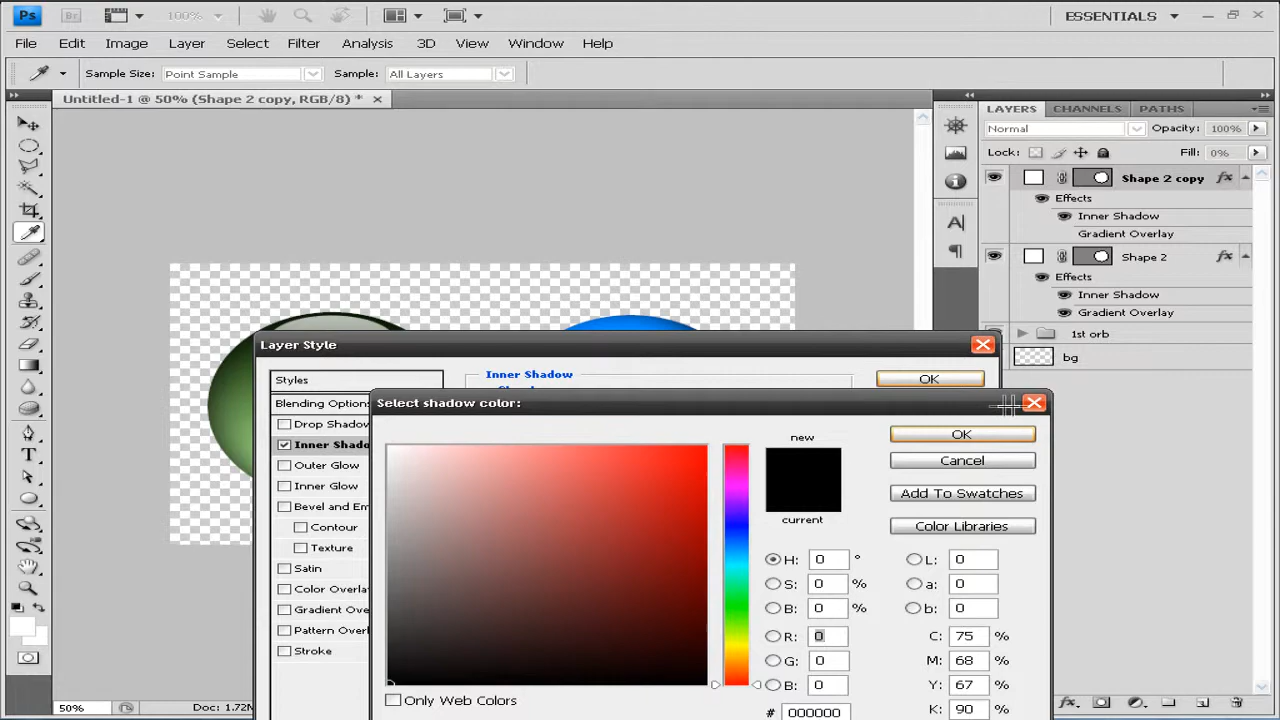 Ps Br 100% ESSENTIALS
File Edit Image Layer Select Filter Analysis 3D View Window Help
Sample Size: Point Sample Sample: All Layers
Untitled-1 @ 50% (Shape 2 copy, RGB/8) *
LAYERS CHANNELS PATHS
Normal Opacity: 100%
Lock: Fill: 0%
Shape 2 copy fx
Effects
Inner Shadow
Gradient Overlay
Shape 2 fx
Effects
Inner Shadow
Gradient Overlay
1st orb
bg
Layer Style
Styles
Inner Shadow
OK
Blending Options
Drop Shadow
Inner Shado
Outer Glow
Inner Glow
Bevel and Em
Contour
Texture
Satin
Color Overla
Gradient Ove
Pattern Overl
Stroke
Select shadow color:
new
current
OK
Cancel
Add To Swatches
Color Libraries
H: 0 ° L: 0
S: 0 % a: 0
B: 0 % b: 0
R: 0 C: 75 %
G: 0 M: 68 %
B: 0 Y: 67 %
# 000000 K: 90 %
Only Web Colors
50% Doc: 1.72M